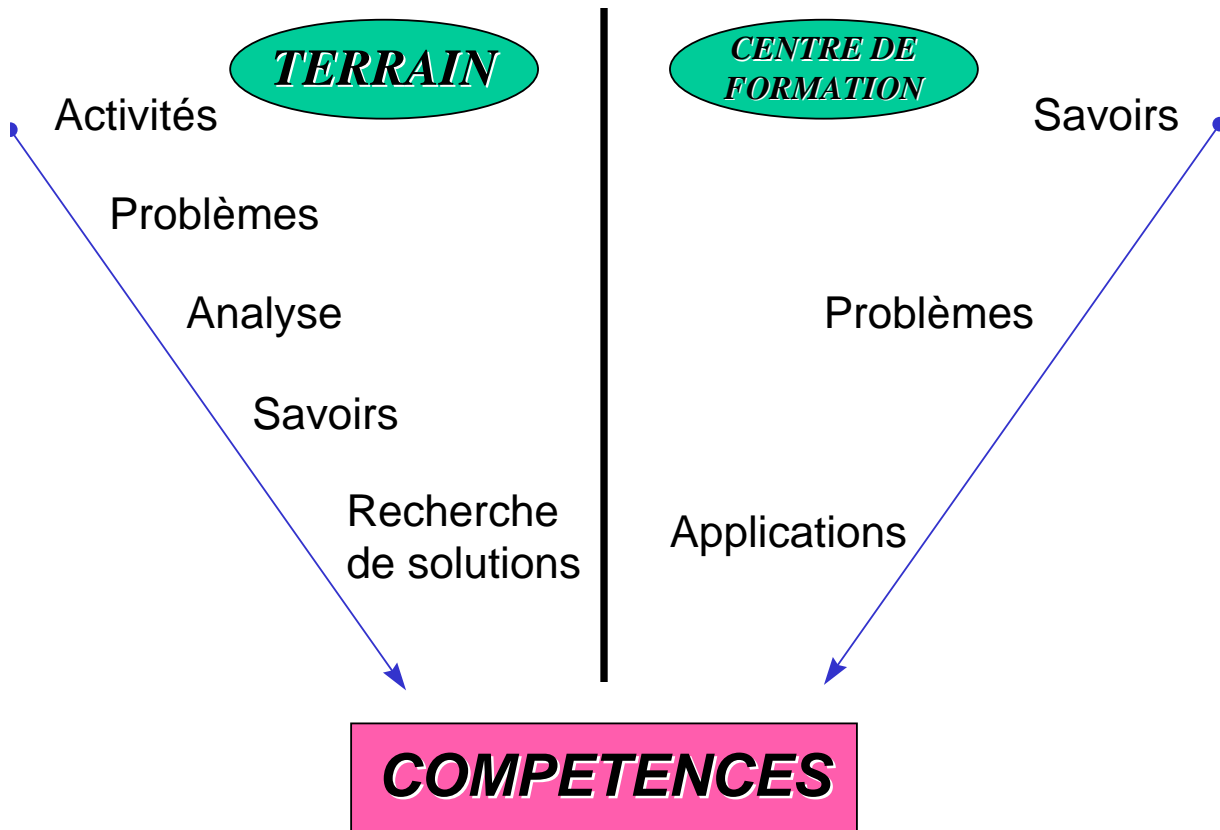 TERRAIN
Activités
Problèmes
Analyse
Savoirs
Recherche
de solutions
CENTRE DE
FORMATION
Savoirs
Problèmes
Applications
COMPETENCES